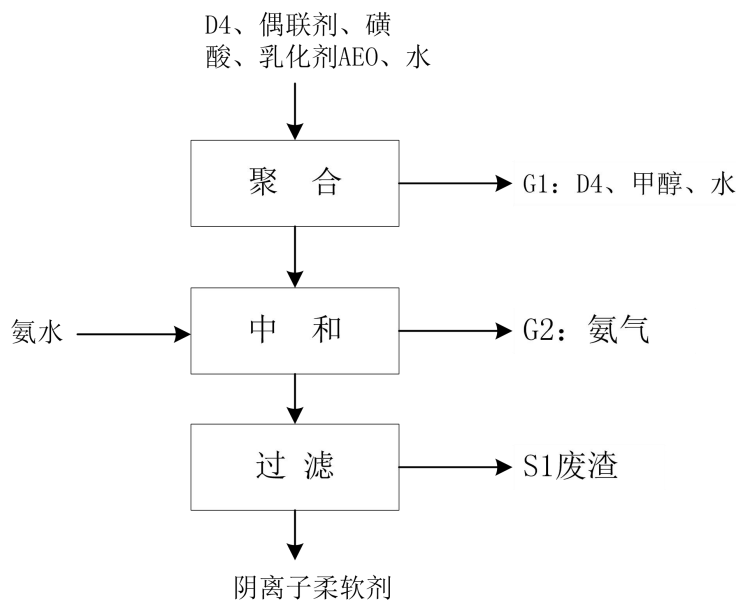 D4、偶联剂、磺
酸、乳化剂AEO、水
聚 合
G1：D4、甲醇、水
氨水
中 和
G2：氨气
过 滤
S1废渣
阴离子柔软剂